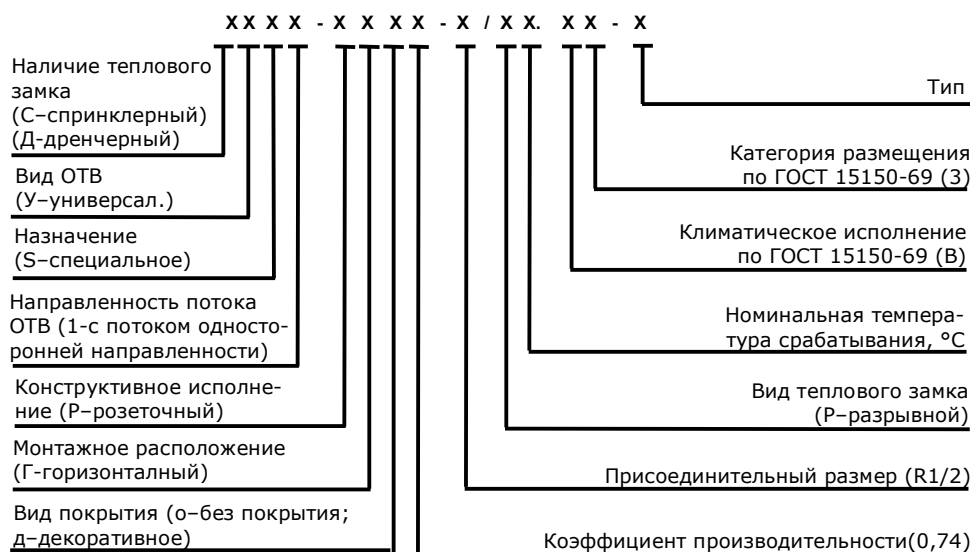 X X X X - X X X X - X / X X. X X - X
Наличие теплового
замка
(С–спринклерный)
(Д-дренчерный)
Вид ОТВ
(У–универсал.)
Назначение
(S–специальное)
Направленность потока
ОТВ (1-с потоком односто-
ронней направленности)
Конструктивное исполне-
ние (Р–розеточный)
Монтажное расположение
(Г-горизонталный)
Вид покрытия (о–без покрытия;
д–декоративное)
Тип
Категория размещения
по ГОСТ 15150-69 (3)
Климатическое исполнение
по ГОСТ 15150-69 (В)
Номинальная темпера-
тура срабатывания, °С
Вид теплового замка
(Р–разрывной)
Присоединительный размер (R1/2)
Коэффициент производительности(0,74)